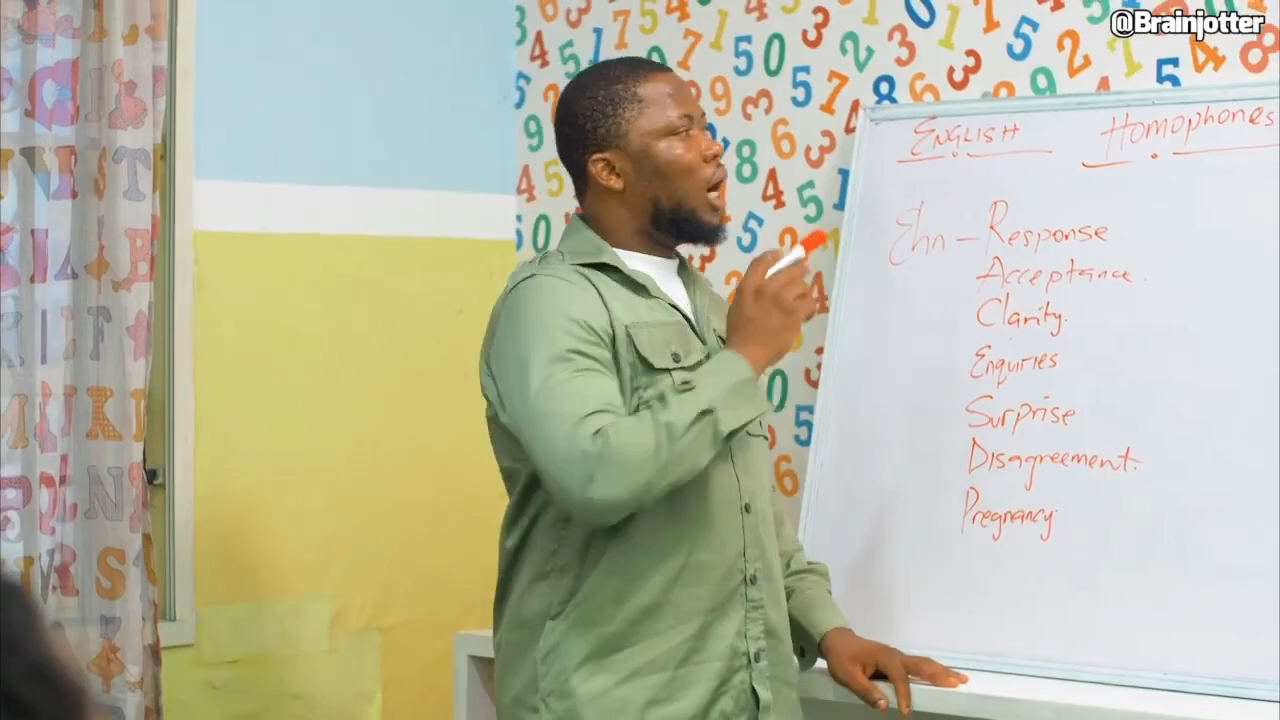 @Brainjotter
ENGLISH Homophones
Ehn - Response
Acceptance.
Clarity.
Enquiries
Surprise
Disagreement.
Pregnancy.